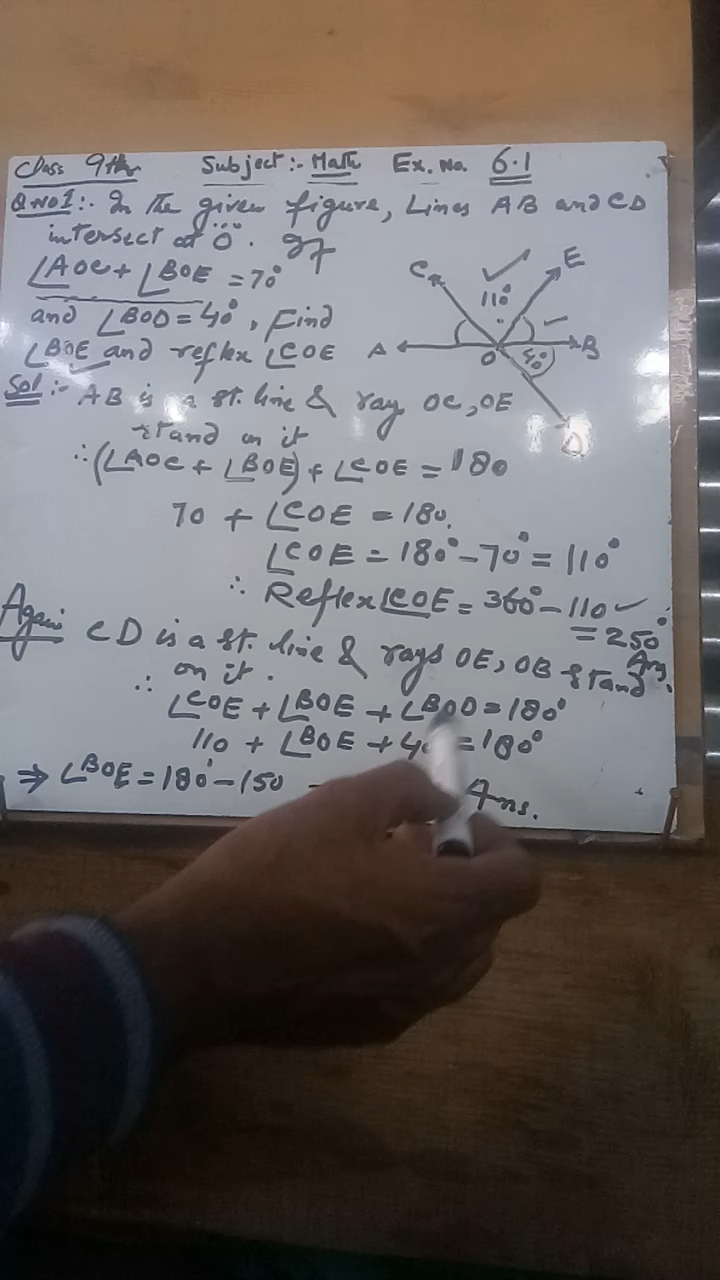 Class 9th Subject:- Math Ex. No. 6.1
Q.No1:- In the given figure, Lines AB and CD
intersect at "O". If
∠AOC + ∠BOE = 70°
and ∠BOD = 40°, Find
∠BOE and reflex ∠COE
C
E
110°
A
O
40°
B
D
Sol:- AB is a st. line & ray OC, OE
stand on it
∴ (∠AOC + ∠BOE) + ∠COE = 180
70 + ∠COE = 180.
∠COE = 180° - 70° = 110°
∴ Reflex ∠COE = 360° - 110
= 250° Ans.
Again CD is a st. line & rays OE, OB stand
on it.
∴ ∠COE + ∠BOE + ∠BOD = 180°
110 + ∠BOE + 40 = 180°
⇒ ∠BOE = 180° - 150 Ans.